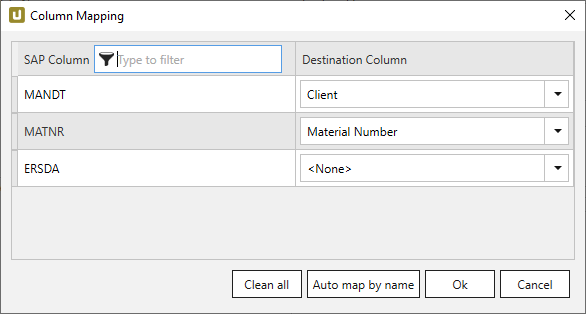 U Column Mapping
SAP Column Type to filter Destination Column
MANDT Client
MATNR Material Number
ERSDA <None>
Clean all Auto map by name Ok Cancel